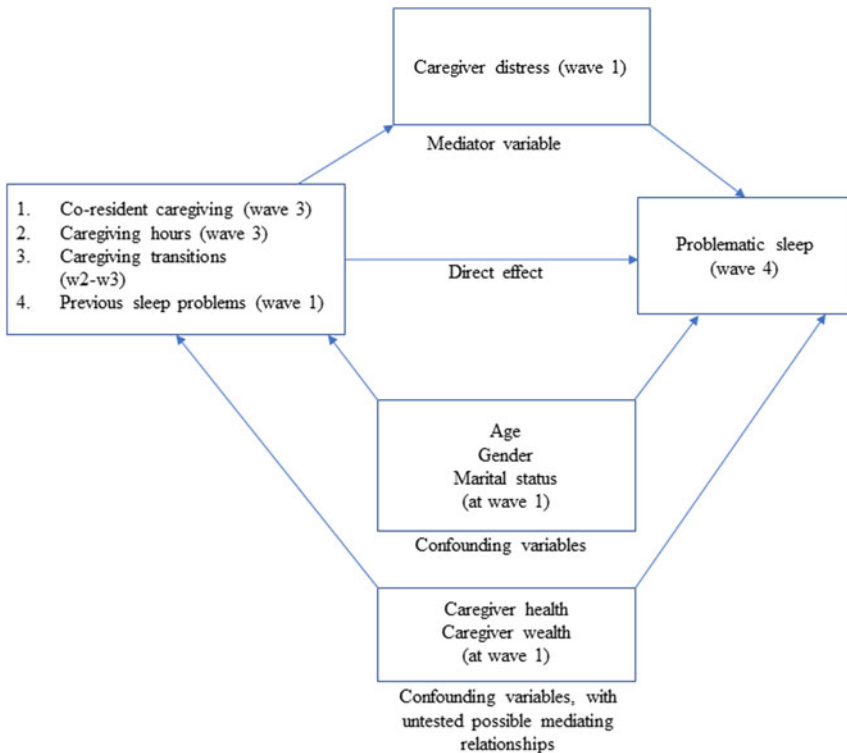 Caregiver distress (wave 1)
Mediator variable
1. Co-resident caregiving (wave 3)
2. Caregiving hours (wave 3)
3. Caregiving transitions
(w2-w3)
4. Previous sleep problems (wave 1)
Direct effect
Problematic sleep
(wave 4)
Age
Gender
Marital status
(at wave 1)
Confounding variables
Caregiver health
Caregiver wealth
(at wave 1)
Confounding variables, with
untested possible mediating
relationships